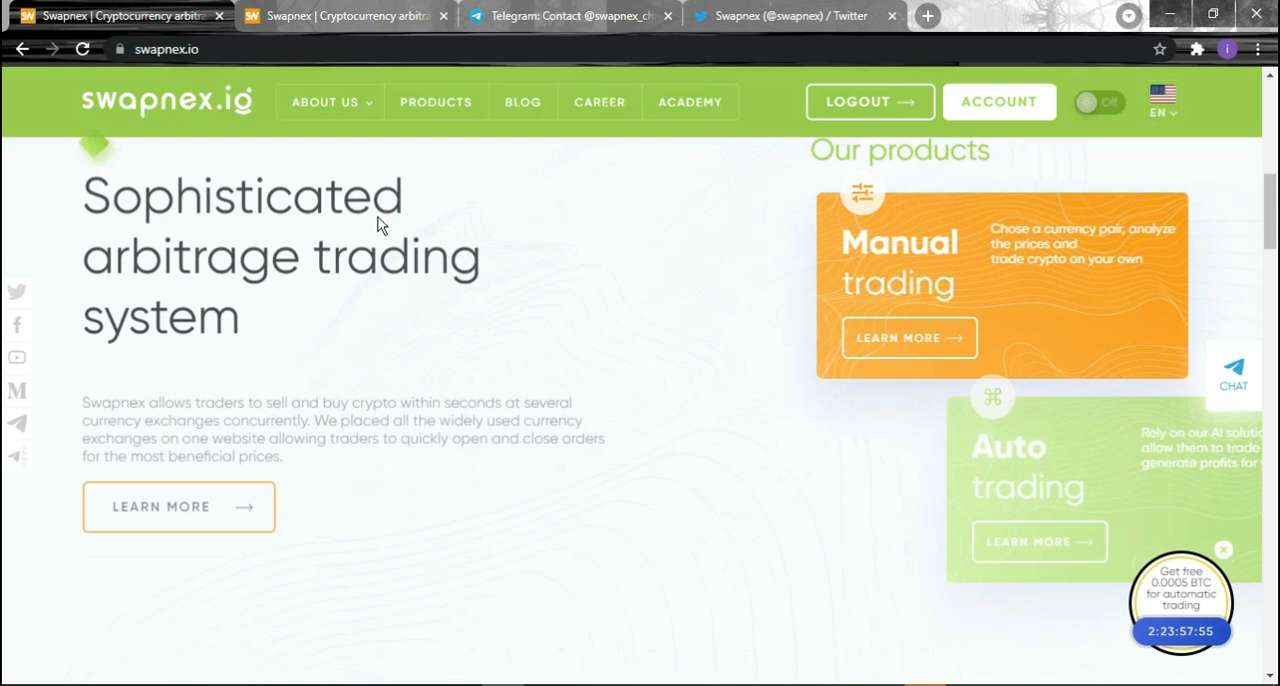 Swapnex | Cryptocurrency arbitra
Swapnex | Cryptocurrency arbitra
Telegram: Contact @swapnex_ch
Swapnex (@swapnex) / Twitter
swapnex.io
i
swapnex.io
ABOUT US
PRODUCTS
BLOG
CAREER
ACADEMY
LOGOUT
ACCOUNT
Off
EN
Sophisticated
arbitrage trading
system
Swapnex allows traders to sell and buy crypto within seconds at several
currency exchanges concurrently. We placed all the widely used currency
exchanges on one website allowing traders to quickly open and close orders
for the most beneficial prices.
LEARN MORE
Our products
Manual
trading
Chose a currency pair, analyze
the prices and
trade crypto on your own
LEARN MORE
CHAT
Auto
trading
Rely on our AI soluti
allow them to trade
generate profits for
LEARN MORE
Get free
0.0005 BTC
for automatic
trading
2:23:57:55